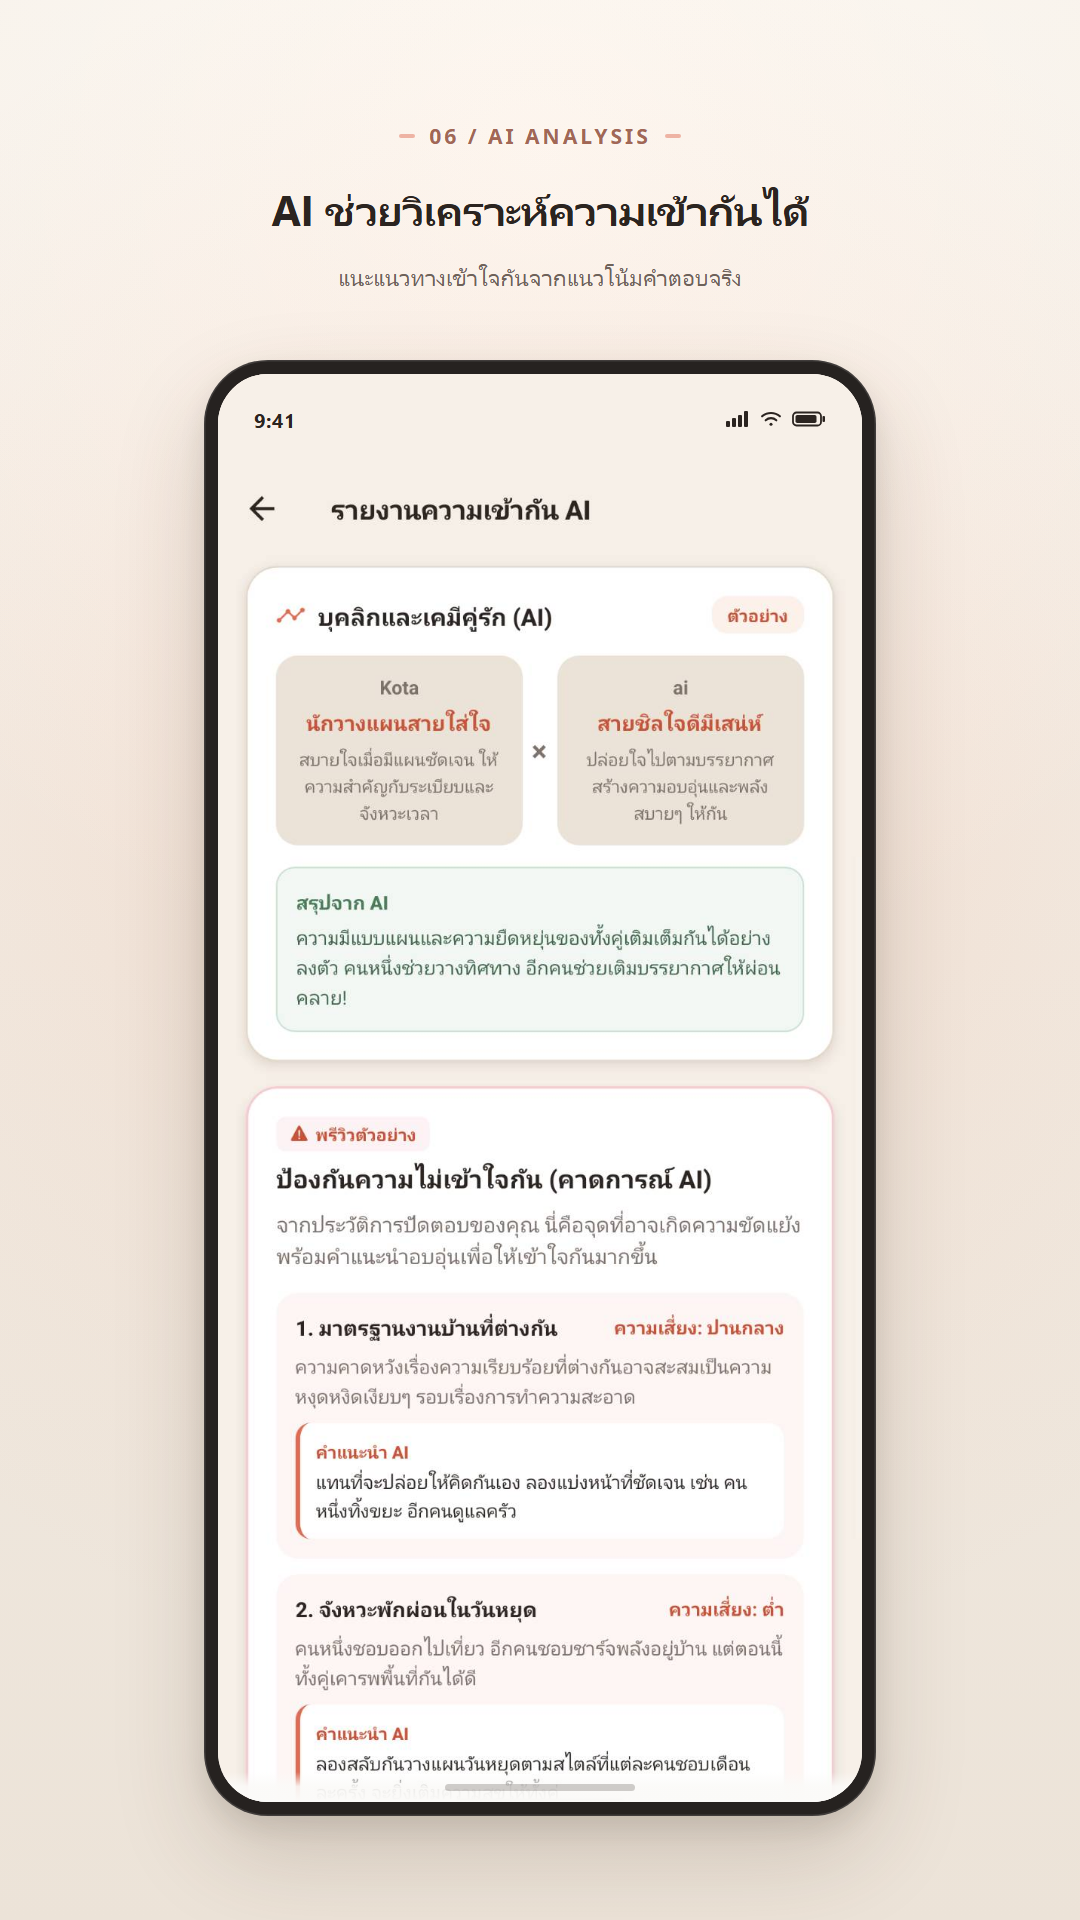 06 / AI ANALYSIS
AI ช่วยวิเคราะห์ความเข้ากันได้
แนะแนวทางเข้าใจกันจากแนวโน้มคำตอบจริง
9:41
รายงานความเข้ากัน AI
บุคลิกและเคมีคู่รัก (AI)
ตัวอย่าง
Kota
นักวางแผนสายใส่ใจ
สบายใจเมื่อมีแผนชัดเจน ให้
ความสำคัญกับระเบียบและ
จังหวะเวลา
×
ai
สายชิลใจดีมีเสน่ห์
ปล่อยใจไปตามบรรยากาศ
สร้างความอบอุ่นและพลัง
สบายๆ ให้กัน
สรุปจาก AI
ความมีแบบแผนและความยืดหยุ่นของทั้งคู่เติมเต็มกันได้อย่าง
ลงตัว คนหนึ่งช่วยวางทิศทาง อีกคนช่วยเติมบรรยากาศให้ผ่อน
คลาย!
พรีวิวตัวอย่าง
ป้องกันความไม่เข้าใจกัน (คาดการณ์ AI)
จากประวัติการปัดตอบของคุณ นี่คือจุดที่อาจเกิดความขัดแย้ง
พร้อมคำแนะนำอบอุ่นเพื่อให้เข้าใจกันมากขึ้น
1. มาตรฐานงานบ้านที่ต่างกัน
ความเสี่ยง: ปานกลาง
ความคาดหวังเรื่องความเรียบร้อยที่ต่างกันอาจสะสมเป็นความ
หงุดหงิดเงียบๆ รอบเรื่องการทำความสะอาด
คำแนะนำ AI
แทนที่จะปล่อยให้คิดกันเอง ลองแบ่งหน้าที่ชัดเจน เช่น คน
หนึ่งทิ้งขยะ อีกคนดูแลครัว
2. จังหวะพักผ่อนในวันหยุด
ความเสี่ยง: ต่ำ
คนหนึ่งชอบออกไปเที่ยว อีกคนชอบชาร์จพลังอยู่บ้าน แต่ตอนนี้
ทั้งคู่เคารพพื้นที่กันได้ดี
คำแนะนำ AI
ลองสลับกันวางแผนวันหยุดตามสไตล์ที่แต่ละคนชอบเดือน
ละครั้ง